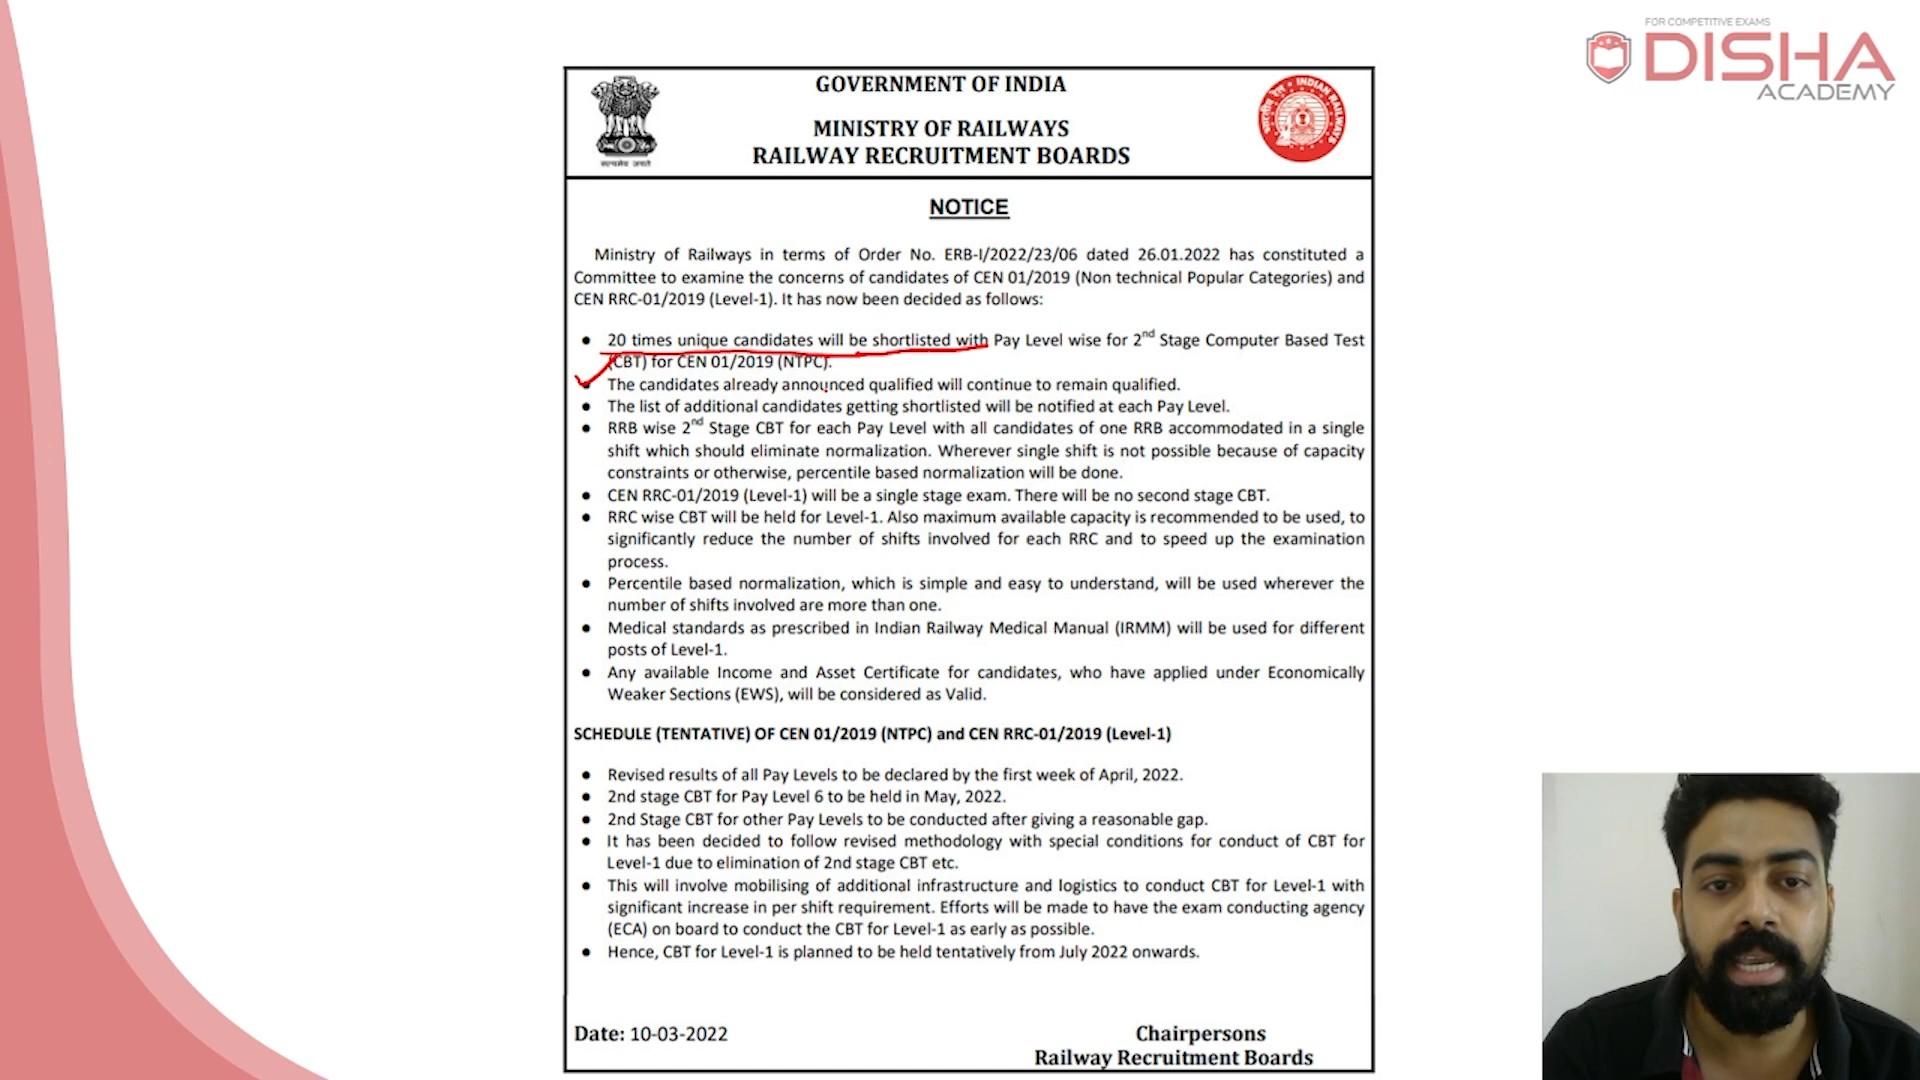 FOR COMPETITIVE EXAMS
DISHA
ACADEMY
GOVERNMENT OF INDIA
MINISTRY OF RAILWAYS
RAILWAY RECRUITMENT BOARDS
सत्यमेव जयते
INDIAN RAILWAYS
भारतीय रेल
NOTICE
Ministry of Railways in terms of Order No. ERB-I/2022/23/06 dated 26.01.2022 has constituted a
Committee to examine the concerns of candidates of CEN 01/2019 (Non technical Popular Categories) and
CEN RRC-01/2019 (Level-1). It has now been decided as follows:
● 20 times unique candidates will be shortlisted with Pay Level wise for 2nd Stage Computer Based Test
(CBT) for CEN 01/2019 (NTPC).
● The candidates already announced qualified will continue to remain qualified.
● The list of additional candidates getting shortlisted will be notified at each Pay Level.
● RRB wise 2nd Stage CBT for each Pay Level with all candidates of one RRB accommodated in a single
shift which should eliminate normalization. Wherever single shift is not possible because of capacity
constraints or otherwise, percentile based normalization will be done.
● CEN RRC-01/2019 (Level-1) will be a single stage exam. There will be no second stage CBT.
● RRC wise CBT will be held for Level-1. Also maximum available capacity is recommended to be used, to
significantly reduce the number of shifts involved for each RRC and to speed up the examination
process.
● Percentile based normalization, which is simple and easy to understand, will be used wherever the
number of shifts involved are more than one.
● Medical standards as prescribed in Indian Railway Medical Manual (IRMM) will be used for different
posts of Level-1.
● Any available Income and Asset Certificate for candidates, who have applied under Economically
Weaker Sections (EWS), will be considered as Valid.
SCHEDULE (TENTATIVE) OF CEN 01/2019 (NTPC) and CEN RRC-01/2019 (Level-1)
● Revised results of all Pay Levels to be declared by the first week of April, 2022.
● 2nd stage CBT for Pay Level 6 to be held in May, 2022.
● 2nd Stage CBT for other Pay Levels to be conducted after giving a reasonable gap.
● It has been decided to follow revised methodology with special conditions for conduct of CBT for
Level-1 due to elimination of 2nd stage CBT etc.
● This will involve mobilising of additional infrastructure and logistics to conduct CBT for Level-1 with
significant increase in per shift requirement. Efforts will be made to have the exam conducting agency
(ECA) on board to conduct the CBT for Level-1 as early as possible.
● Hence, CBT for Level-1 is planned to be held tentatively from July 2022 onwards.
Date: 10-03-2022
Chairpersons
Railway Recruitment Boards